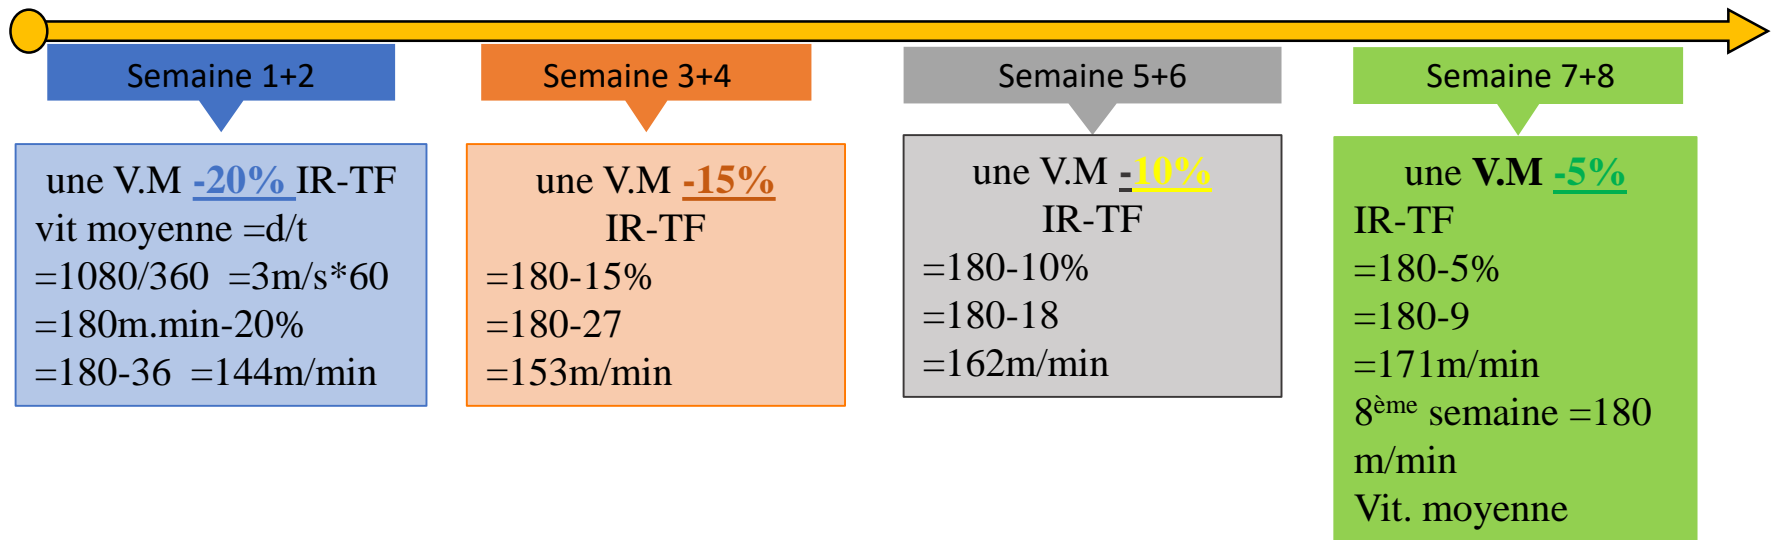 Semaine 1+2
une V.M -20% IR-TF
vit moyenne =d/t
=1080/360  =3m/s*60
=180m.min-20%
=180-36  =144m/min
Semaine 3+4
une V.M -15%
IR-TF
=180-15%
=180-27
=153m/min
Semaine 5+6
une V.M -10%
IR-TF
=180-10%
=180-18
=162m/min
Semaine 7+8
une V.M -5%
IR-TF
=180-5%
=180-9
=171m/min
8ème semaine =180
m/min
Vit. moyenne